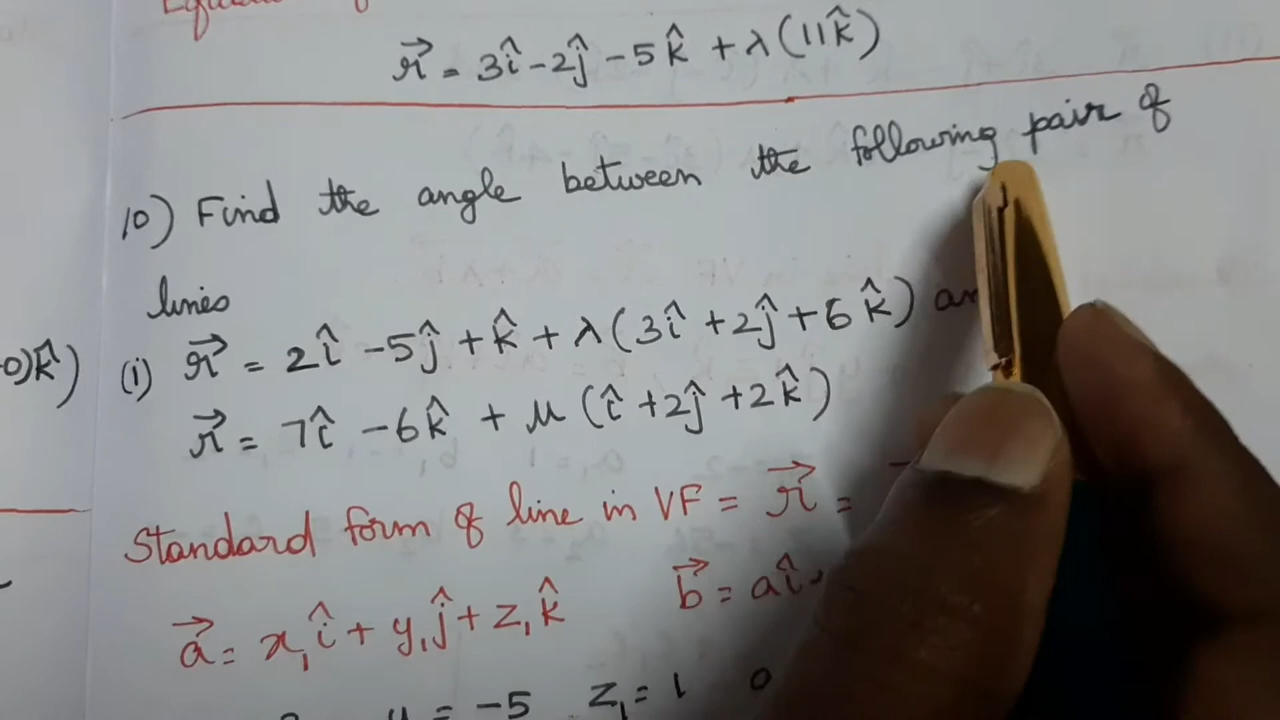 r⃗ = 3î - 2ĵ - 5k̂ + λ(11k̂)
10) Find the angle between the following pair of
lines
(i) r⃗ = 2î - 5ĵ + k̂ + λ(3î + 2ĵ + 6k̂)
r⃗ = 7î - 6k̂ + μ(î + 2ĵ + 2k̂)
Standard form of line in VF = r⃗ =
a⃗ = x₁î + y₁ĵ + z₁k̂ b⃗ = aî
= -5 z₁ = 1